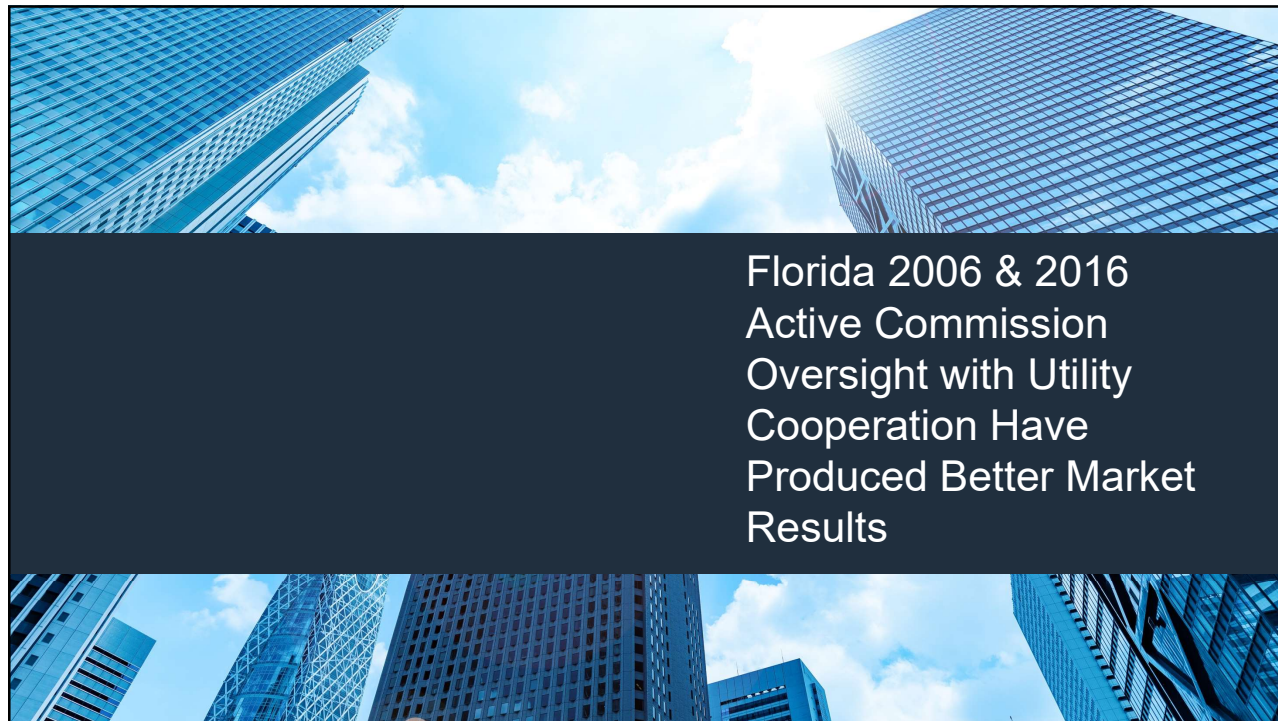 Florida 2006 & 2016
Active Commission
Oversight with Utility
Cooperation Have
Produced Better Market
Results